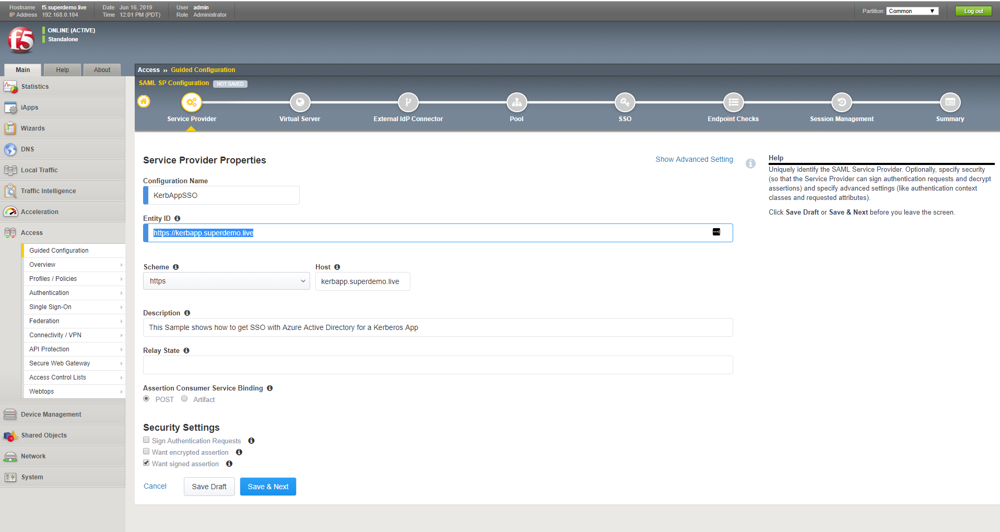 Hostname f5.superdemo.live Date Jun 16, 2019 User admin
IP Address 192.168.0.104 Time 12:01 PM (PDT) Role Administrator
Partition: Common Log out
f5
ONLINE (ACTIVE)
Standalone
Main Help About
Access » Guided Configuration
SAML SP Configuration NOT SAVED
Service Provider Virtual Server External IdP Connector Pool SSO Endpoint Checks Session Management Summary
Statistics
iApps
Wizards
DNS
Local Traffic
Traffic Intelligence
Acceleration
Access
Guided Configuration
Overview
Profiles / Policies
Authentication
Single Sign-On
Federation
Connectivity / VPN
API Protection
Secure Web Gateway
Access Control Lists
Webtops
Device Management
Shared Objects
Network
System
Service Provider Properties
Show Advanced Setting
Configuration Name
KerbAppSSO
Entity ID
https://kerbapp.superdemo.live
Scheme Host
https kerbapp.superdemo.live
Description
This Sample shows how to get SSO with Azure Active Directory for a Kerberos App
Relay State
Assertion Consumer Service Binding
POST Artifact
Security Settings
Sign Authentication Requests
Want encrypted assertion
Want signed assertion
Cancel Save Draft Save & Next
Help
Uniquely identify the SAML Service Provider. Optionally, specify security
(so that the Service Provider can sign authentication requests and decrypt
assertions) and specify advanced settings (like authentication context
classes and requested attributes).
Click Save Draft or Save & Next before you leave the screen.